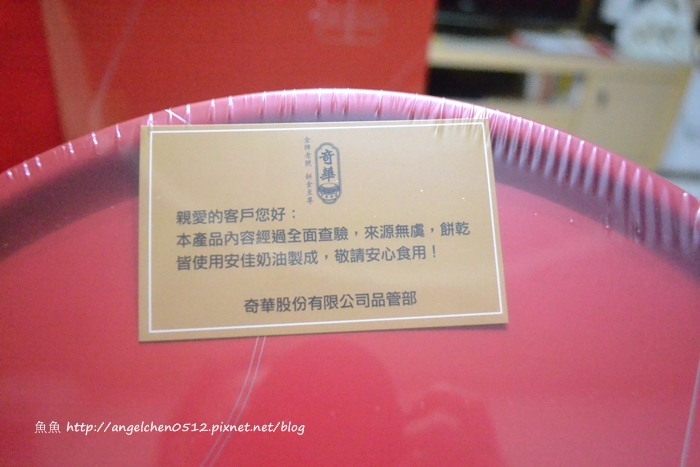 奇華
親愛的客戶您好：
本產品內容經過全面查驗，來源無虞，餅乾
皆使用安佳奶油製成，敬請安心食用！
奇華股份有限公司品管部
魚魚 http://angelchen0512.pixnet.net/blog